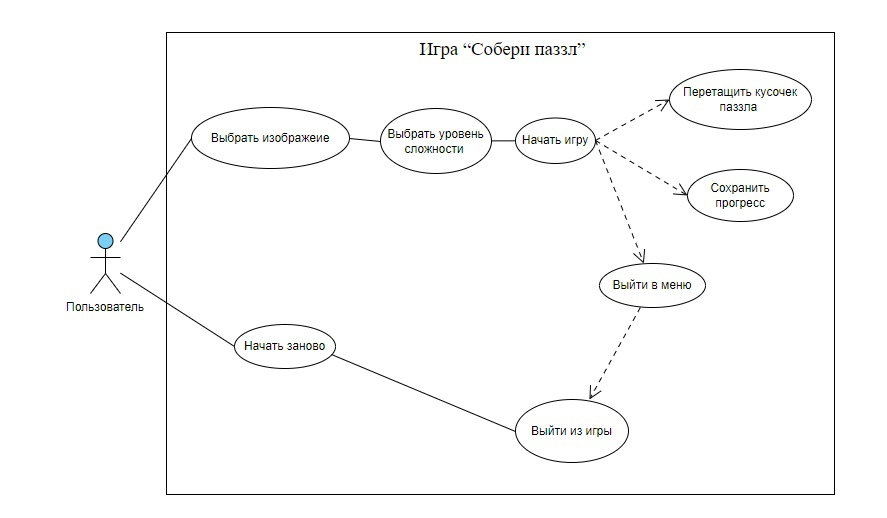 Игра “Собери паззл”
Перетащить кусочек
паззла
Выбрать изображеие
Выбрать уровень
сложности
Начать игру
Сохранить
прогресс
Выйти в меню
Пользователь
Начать заново
Выйти из игры